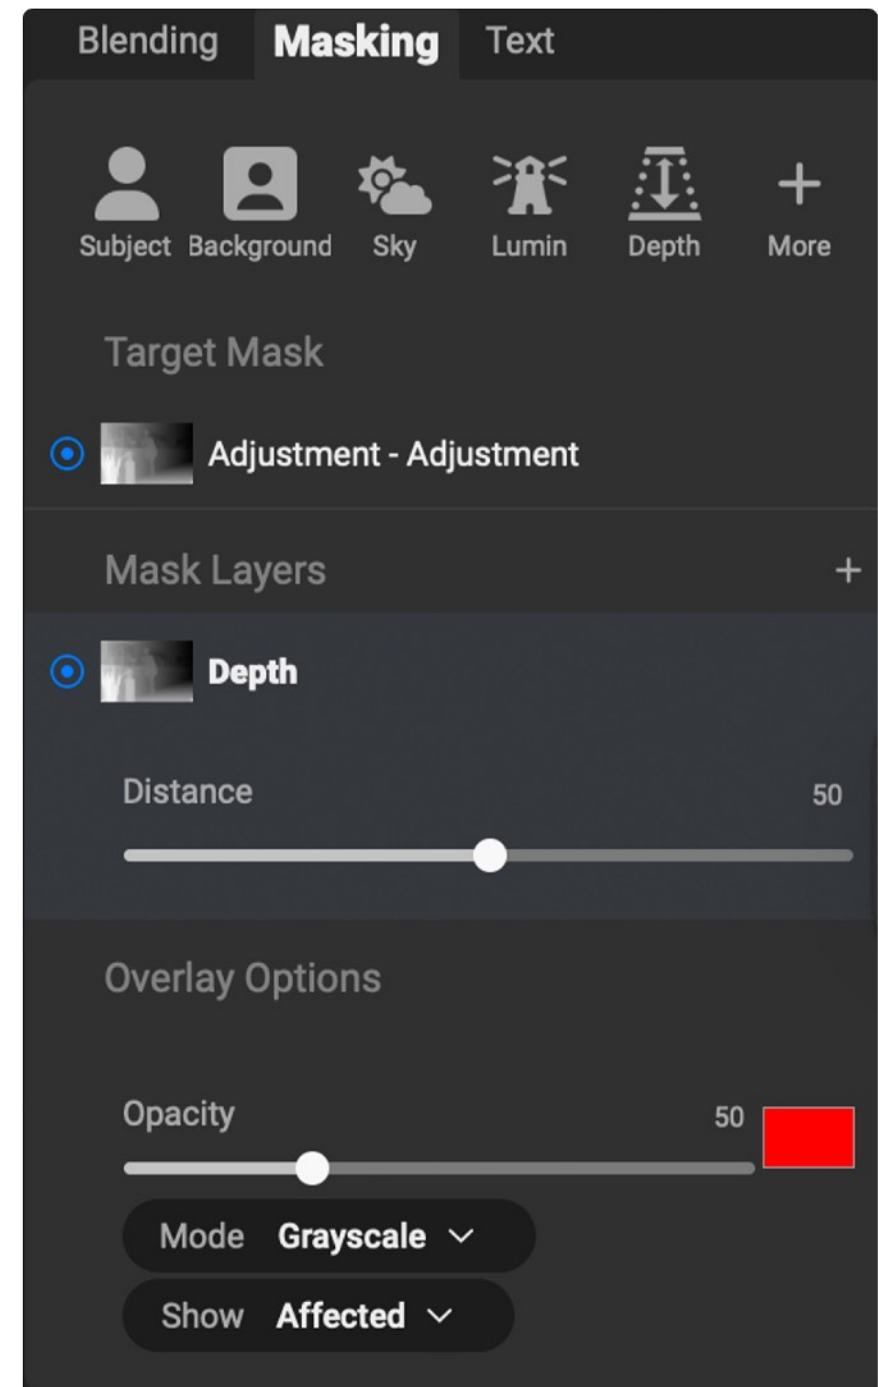 Blending Masking Text
Subject Background Sky Lumin Depth More
Target Mask
Adjustment - Adjustment
Mask Layers
Depth
Distance 50
Overlay Options
Opacity 50
Mode Grayscale
Show Affected